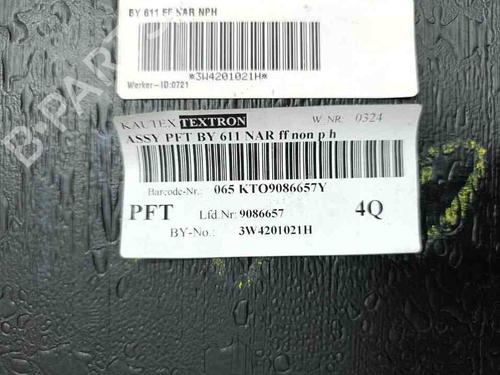 BY 611 FF NAR NPH
*3W4201021H*
Werker-ID:0721
KAUTEX TEXTRON W NR: 0324
ASSY PFT BY 611 NAR ff non p h
Barcode-Nr.: 065 KTO9086657Y
PFT Lfd.Nr: 9086657 4Q
BY-No.: 3W4201021H